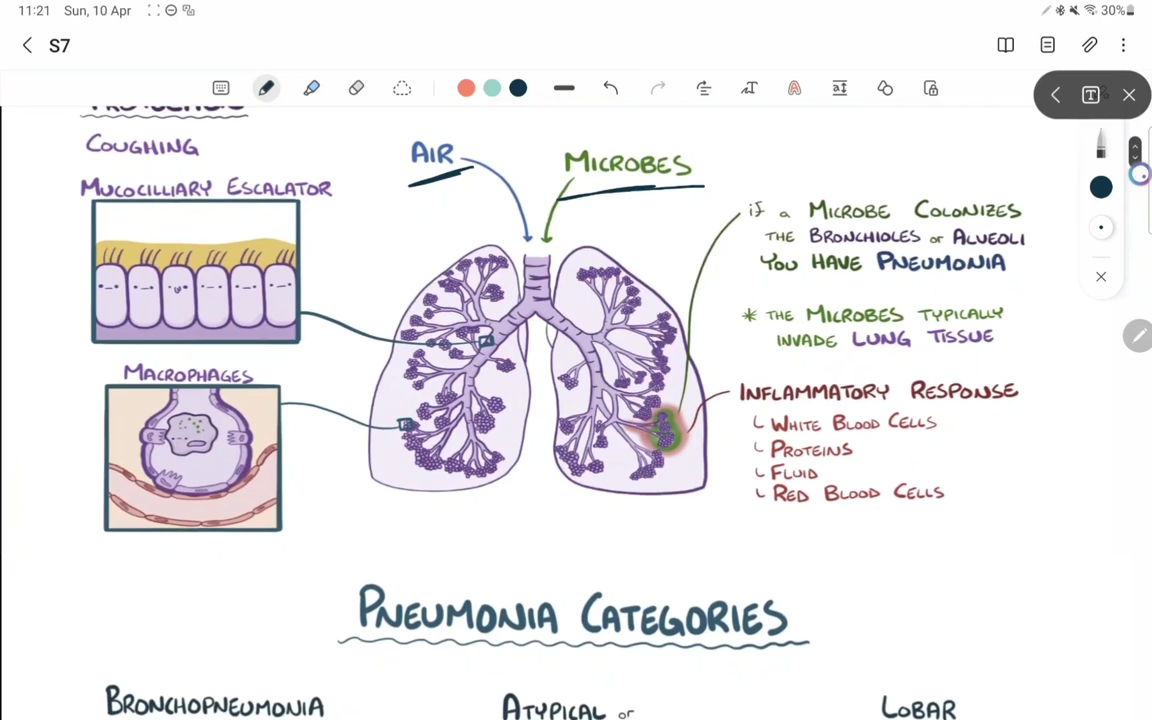 11:21 Sun, 10 Apr
30%
S7
COUGHING
MUCOCILLIARY ESCALATOR
MACROPHAGES
AIR
MICROBES
if a MICROBE COLONIZES
THE BRONCHIOLES or ALVEOLI
YOU HAVE PNEUMONIA
* THE MICROBES TYPICALLY
INVADE LUNG TISSUE
INFLAMMATORY RESPONSE
WHITE BLOOD CELLS
PROTEINS
FLUID
RED BLOOD CELLS
PNEUMONIA CATEGORIES
BRONCHOPNEUMONIA
ATYPICAL or
LOBAR